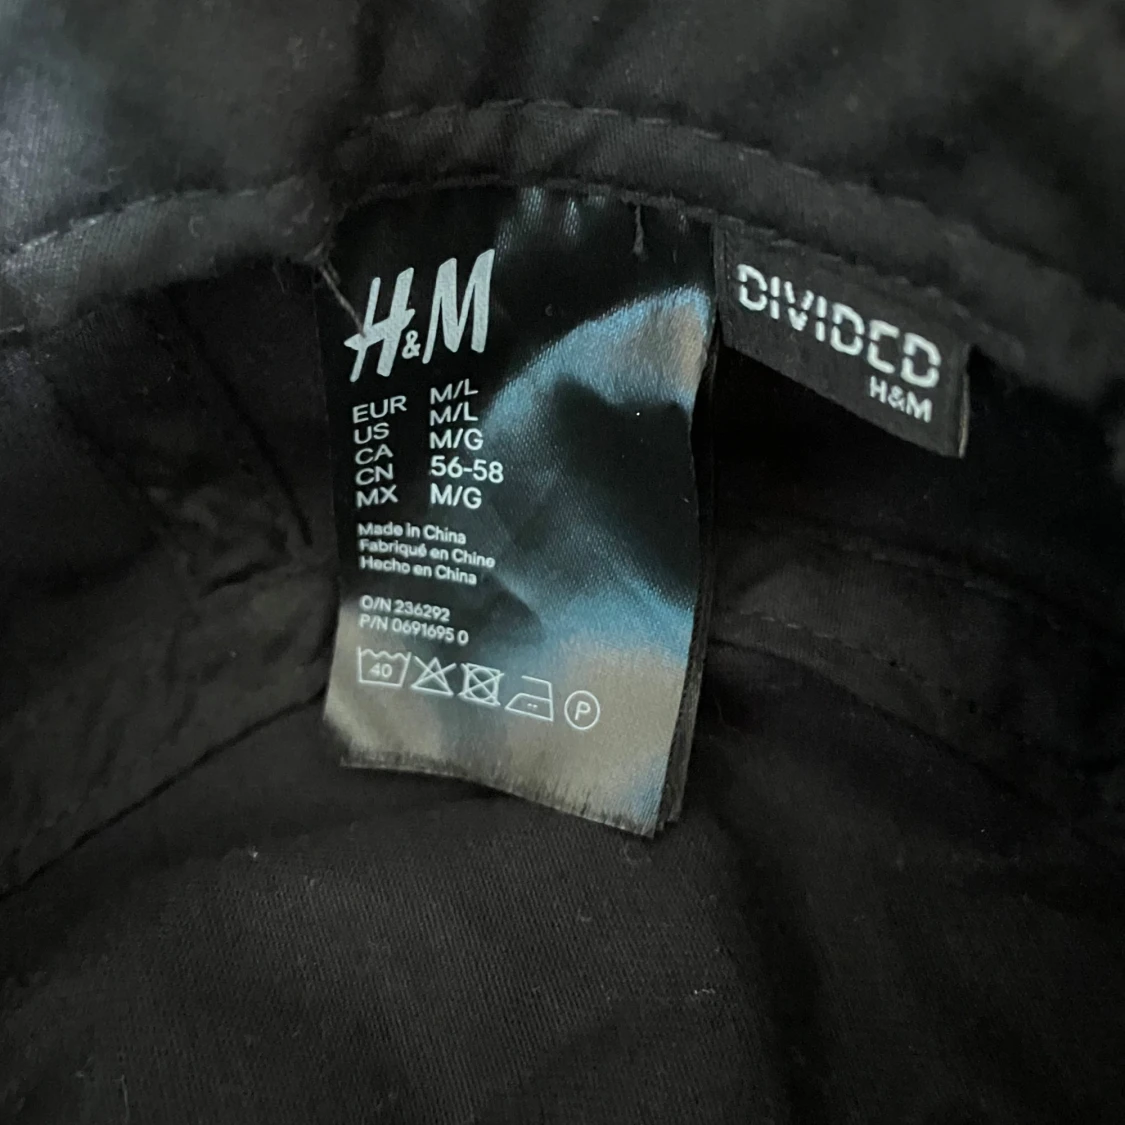 H&M
EUR M/L
US M/L
CA M/G
CN 56-58
MX M/G
Made in China
Fabriqué en Chine
Hecho en China
O/N 236292
P/N 0691695 0
40
P
DIVIDED
H&M